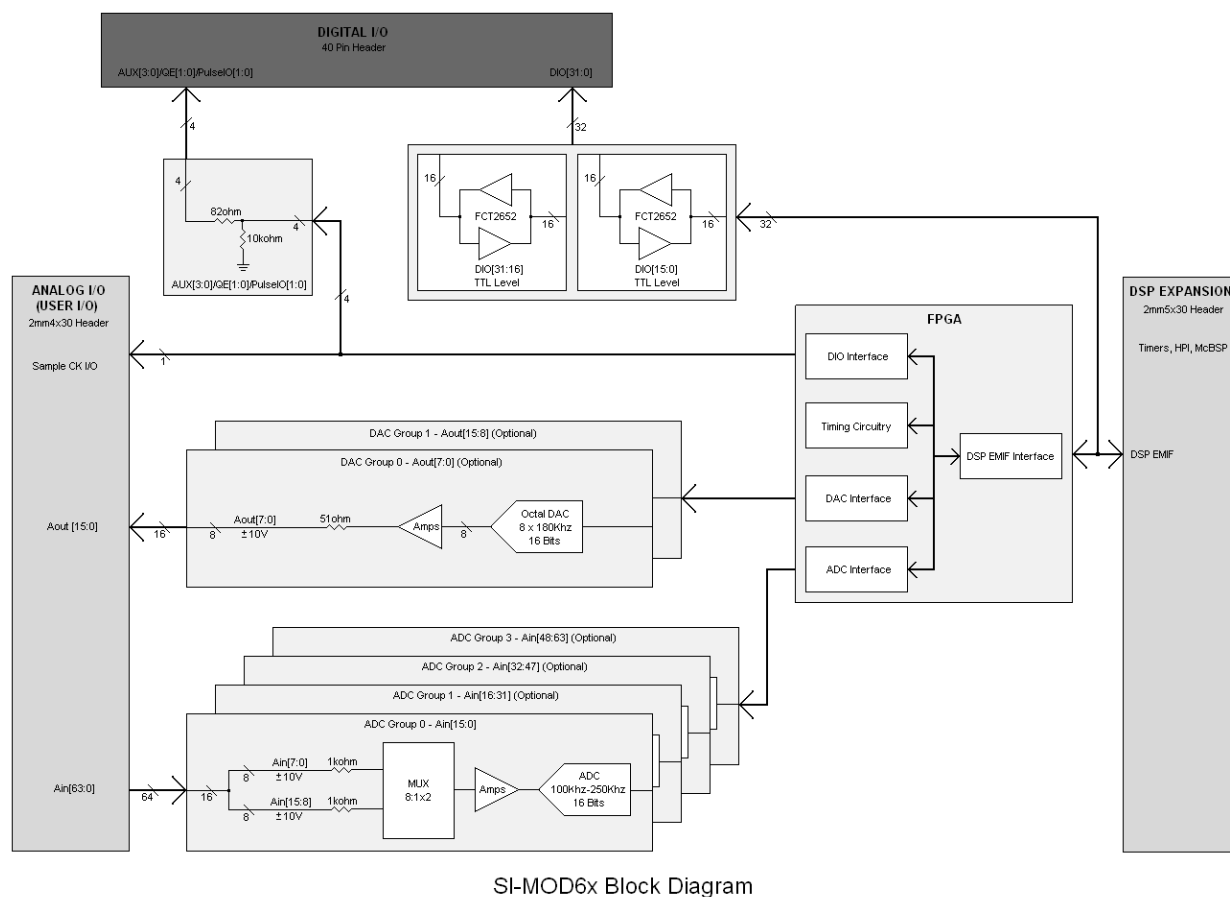 DIGITAL I/O
40 Pin Header
AUX[3:0]/QE[1:0]/PulseIO[1:0]
DIO[31:0]
4
32
4
82ohm
10kohm
4
AUX[3:0]/QE[1:0]/PulseIO[1:0]
16
FCT2652
16
DIO[31:16]
TTL Level
16
FCT2652
16
DIO[15:0]
TTL Level
32
4
ANALOG I/O
(USER I/O)
2mm4x30 Header
Sample CK I/O
1
Aout [15:0]
16
Ain[63:0]
64
FPGA
DIO Interface
Timing Circuitry
DSP EMIF Interface
DAC Interface
ADC Interface
DSP EXPANSION
2mm5x30 Header
Timers, HPI, McBSP
DSP EMIF
DAC Group 1 - Aout[15:8] (Optional)
DAC Group 0 - Aout[7:0] (Optional)
8
Aout[7:0]
±10V
51ohm
Amps
8
Octal DAC
8 x 180Khz
16 Bits
ADC Group 3 - Ain[48:63] (Optional)
ADC Group 2 - Ain[32:47] (Optional)
ADC Group 1 - Ain[16:31] (Optional)
ADC Group 0 - Ain[15:0]
16
8
Ain[7:0]
±10V
1kohm
8
Ain[15:8]
±10V
1kohm
MUX
8:1x2
Amps
ADC
100Khz-250Khz
16 Bits
SI-MOD6x Block Diagram